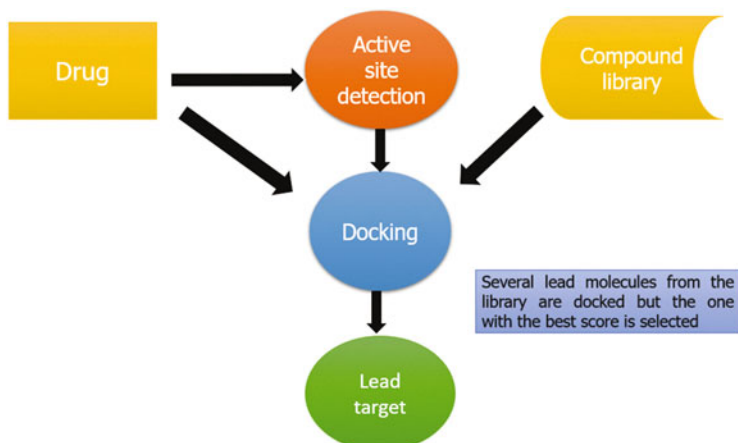 Drug
Active
site
detection
Compound
library
Docking
Several lead molecules from the
library are docked but the one
with the best score is selected
Lead
target